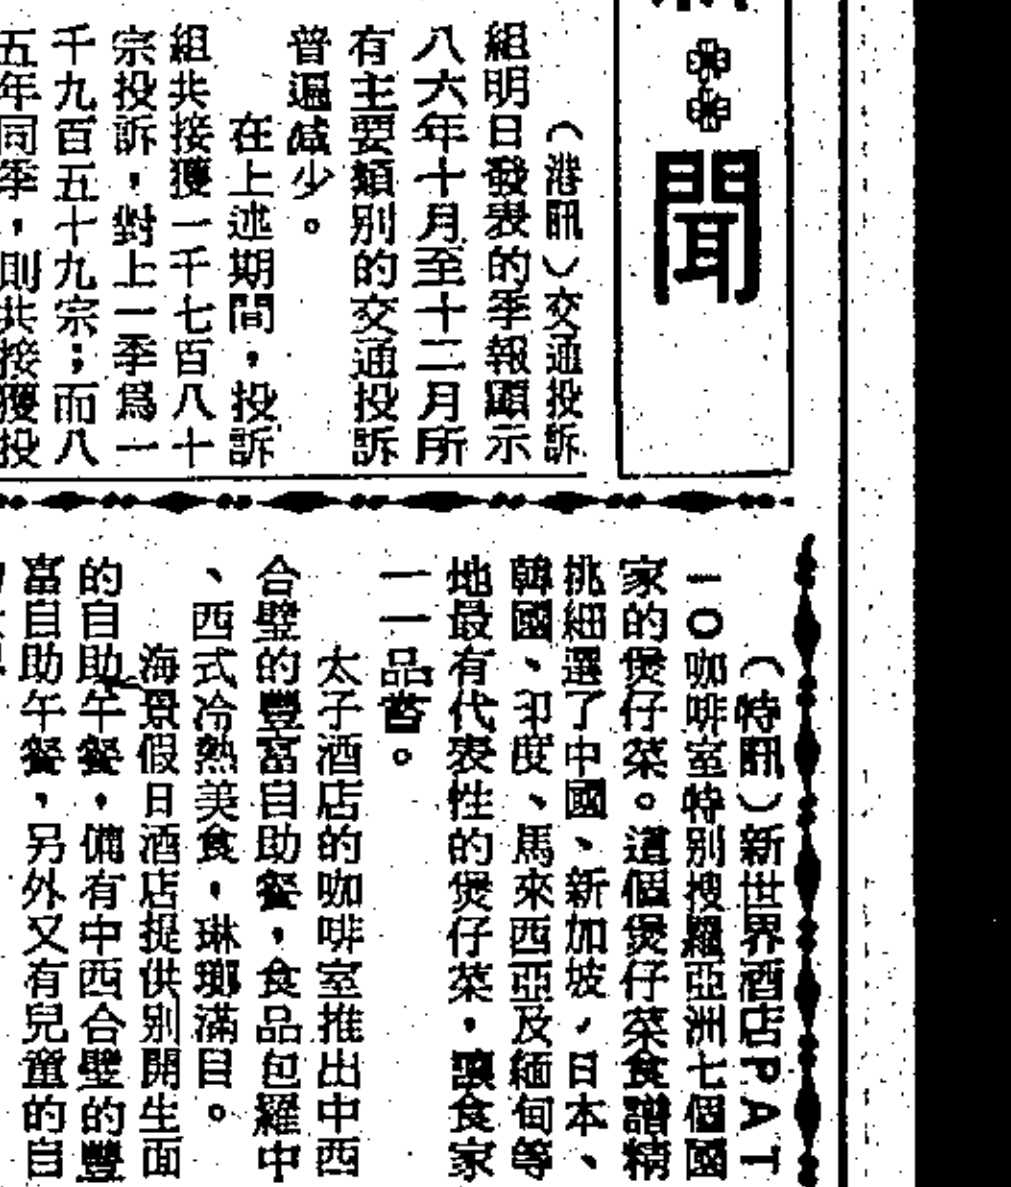 聞
（港訊）交通投訴
組明日發表的季報顯示
八六年十月至十二月所
有主要類別的交通投訴
普遍減少。
在上述期間，投訴
組共接獲一千七百八十
宗投訴，對上一季爲一
千九百五十九宗；而八
五年同季，則共接獲投
（特訊）新世界酒店PAT
IO咖啡室特別搜羅亞洲七個國
家的煲仔菜。這個煲仔菜食譜精
挑細選了中國、新加坡，日本、
韓國、印度、馬來西亞及緬甸等
地最有代表性的煲仔菜，讓食家
一一品嘗。
太子酒店的咖啡室推出中西
合璧的豐富自助餐，食品包羅中
、西式冷熱美食，琳瑯滿目。
海景假日酒店提供別開生面
的自助午餐，備有中西合璧的豐
富自助午餐，另外又有兒童的自